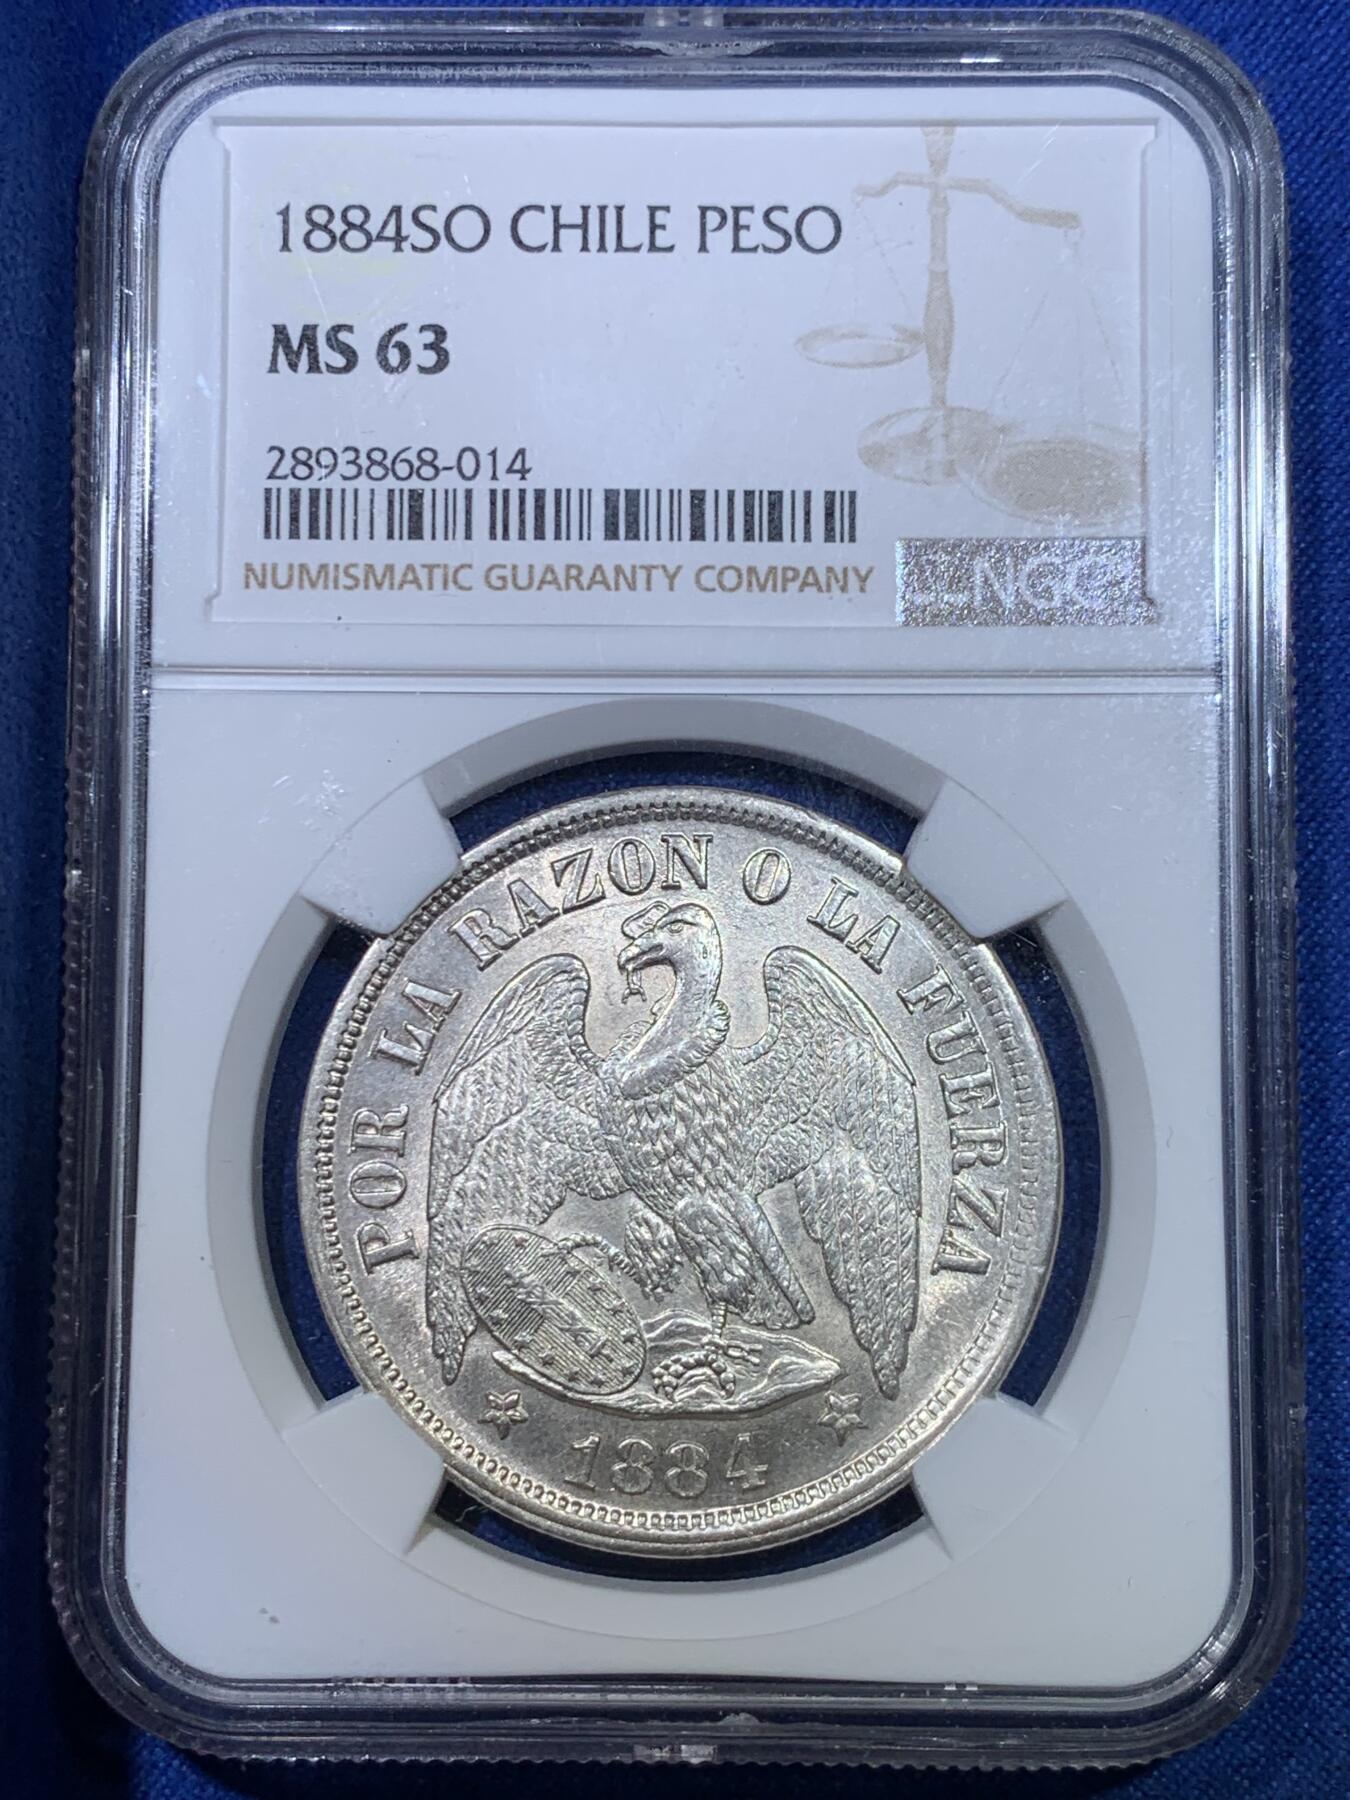 1884SO CHILE PESO
MS 63
2893868-014
NUMISMATIC GUARANTY COMPANY
NGC
POR LA RAZON O LA FUERZA
1884